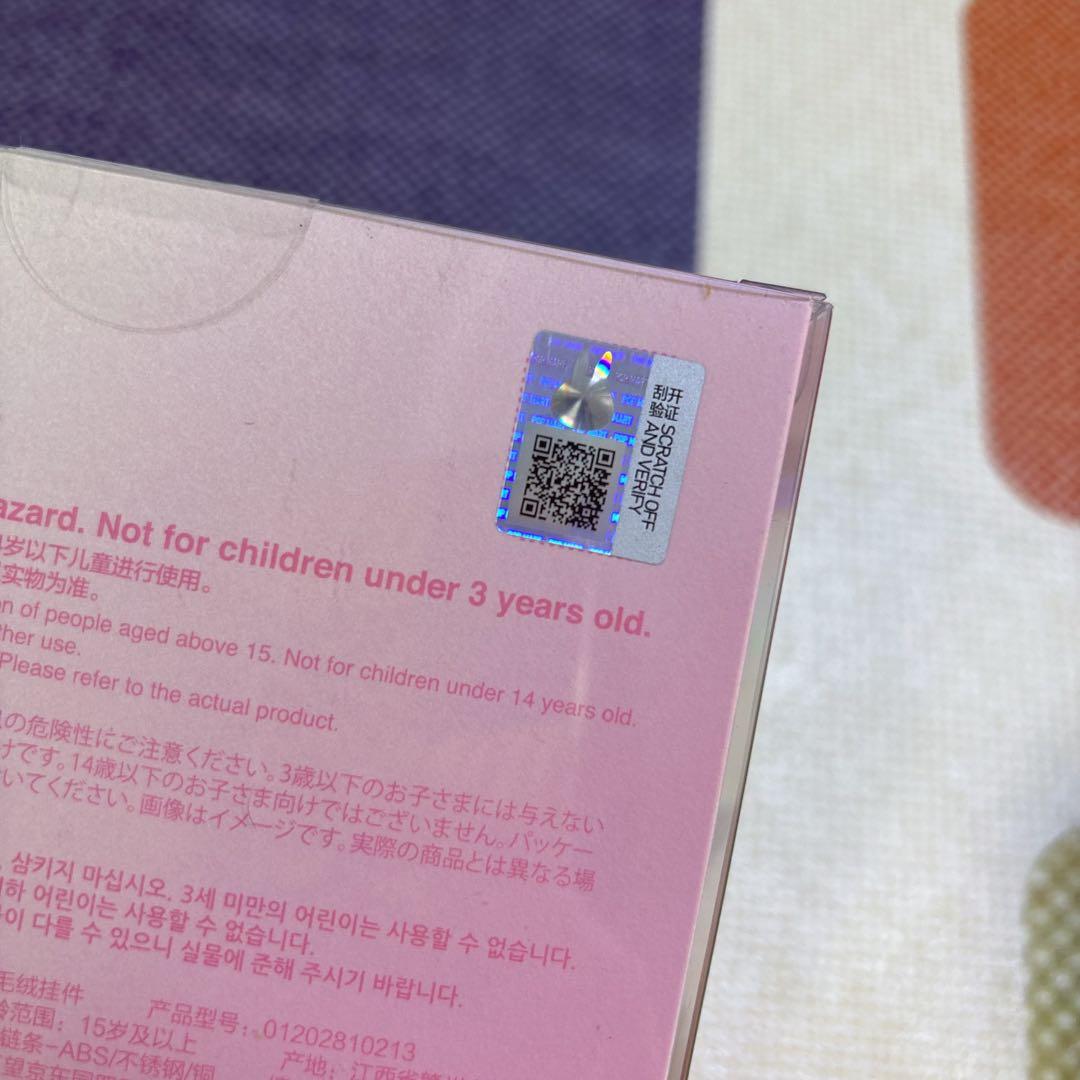 POP MART
开证
刮验
SCRATCH OFF
AND VERIFY
azard. Not for children under 3 years old.
岁以下儿童进行使用。
实物为准。
n of people aged above 15. Not for children under 14 years old.
ther use.
Please refer to the actual product.
の危険性にご注意ください。3歳以下のお子さまには与えない
けです。14歳以下のお子さま向けではございません。パッケー
いてください。画像はイメージです。実際の商品とは異なる場
삼키지 마십시오. 3세 미만의 어린이는 사용할 수 없습니다.
이하 어린이는 사용할 수 없습니다.
이 다를 수 있으니 실물에 준해 주시기 바랍니다.
毛绒挂件 产品型号: 01202810213
龄范围: 15岁及以上 产地: 江西省
链条-ABS/不锈钢/铜
望京东园四